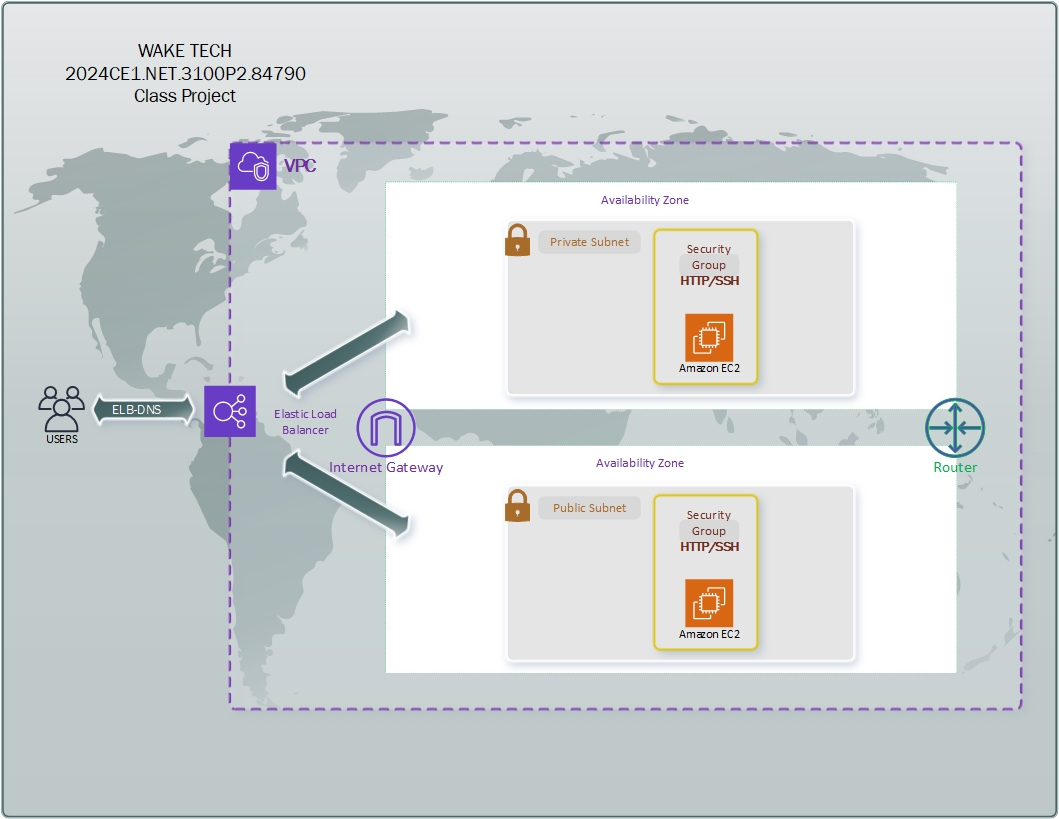 WAKE TECH
2024CE1.NET.3100P2.84790
Class Project
VPC
Availability Zone
Private Subnet
Security
Group
HTTP/SSH
Amazon EC2
USERS
ELB-DNS
Elastic Load
Balancer
Internet Gateway
Router
Availability Zone
Public Subnet
Security
Group
HTTP/SSH
Amazon EC2